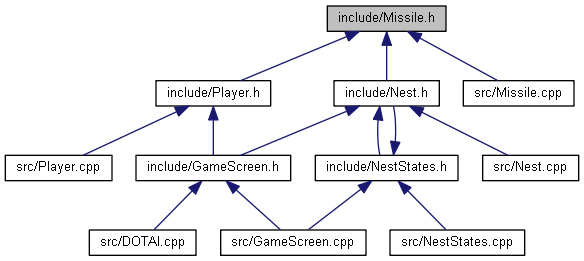 include/Missile.h
include/Player.h
include/Nest.h
src/Missile.cpp
src/Player.cpp
include/GameScreen.h
include/NestStates.h
src/Nest.cpp
src/DOTAI.cpp
src/GameScreen.cpp
src/NestStates.cpp